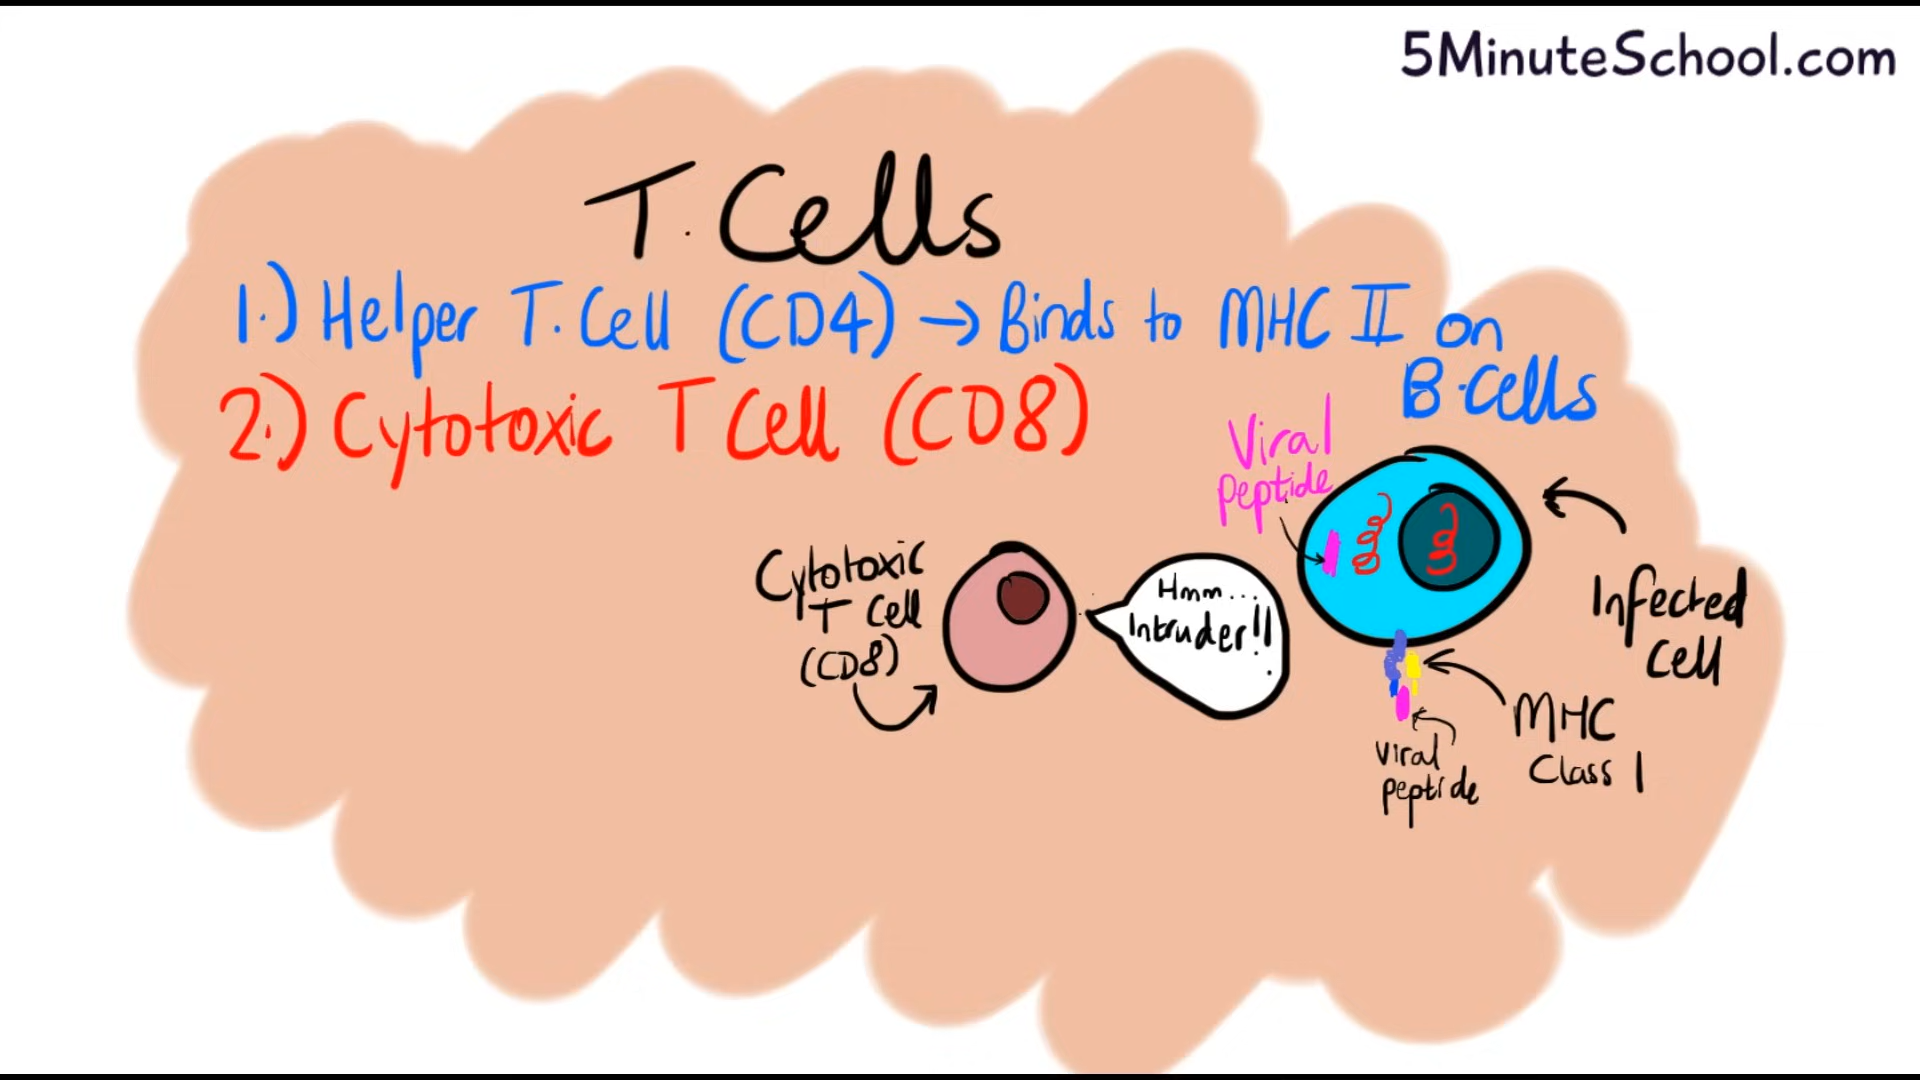 5MinuteSchool.com
T. Cells
1.) Helper T. Cell (CD4) → Binds to MHC II on
B. Cells
2.) Cytotoxic T Cell (CD8)
Viral
Peptide
Cytotoxic
T Cell
(CD8)
Hmm...
Intruder!!
Infected
Cell
MHC
Class 1
Viral
peptide